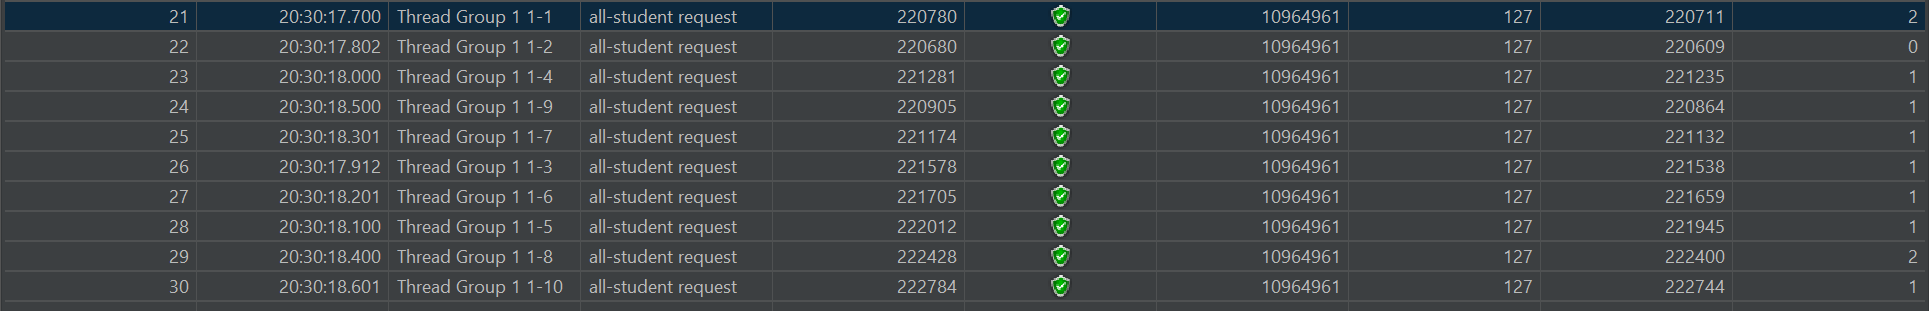 21 20:30:17.700 Thread Group 1 1-1 all-student request 220780 10964961 127 220711 2
22 20:30:17.802 Thread Group 1 1-2 all-student request 220680 10964961 127 220609 0
23 20:30:18.000 Thread Group 1 1-4 all-student request 221281 10964961 127 221235 1
24 20:30:18.500 Thread Group 1 1-9 all-student request 220905 10964961 127 220864 1
25 20:30:18.301 Thread Group 1 1-7 all-student request 221174 10964961 127 221132 1
26 20:30:17.912 Thread Group 1 1-3 all-student request 221578 10964961 127 221538 1
27 20:30:18.201 Thread Group 1 1-6 all-student request 221705 10964961 127 221659 1
28 20:30:18.100 Thread Group 1 1-5 all-student request 222012 10964961 127 221945 1
29 20:30:18.400 Thread Group 1 1-8 all-student request 222428 10964961 127 222400 2
30 20:30:18.601 Thread Group 1 1-10 all-student request 222784 10964961 127 222744 1